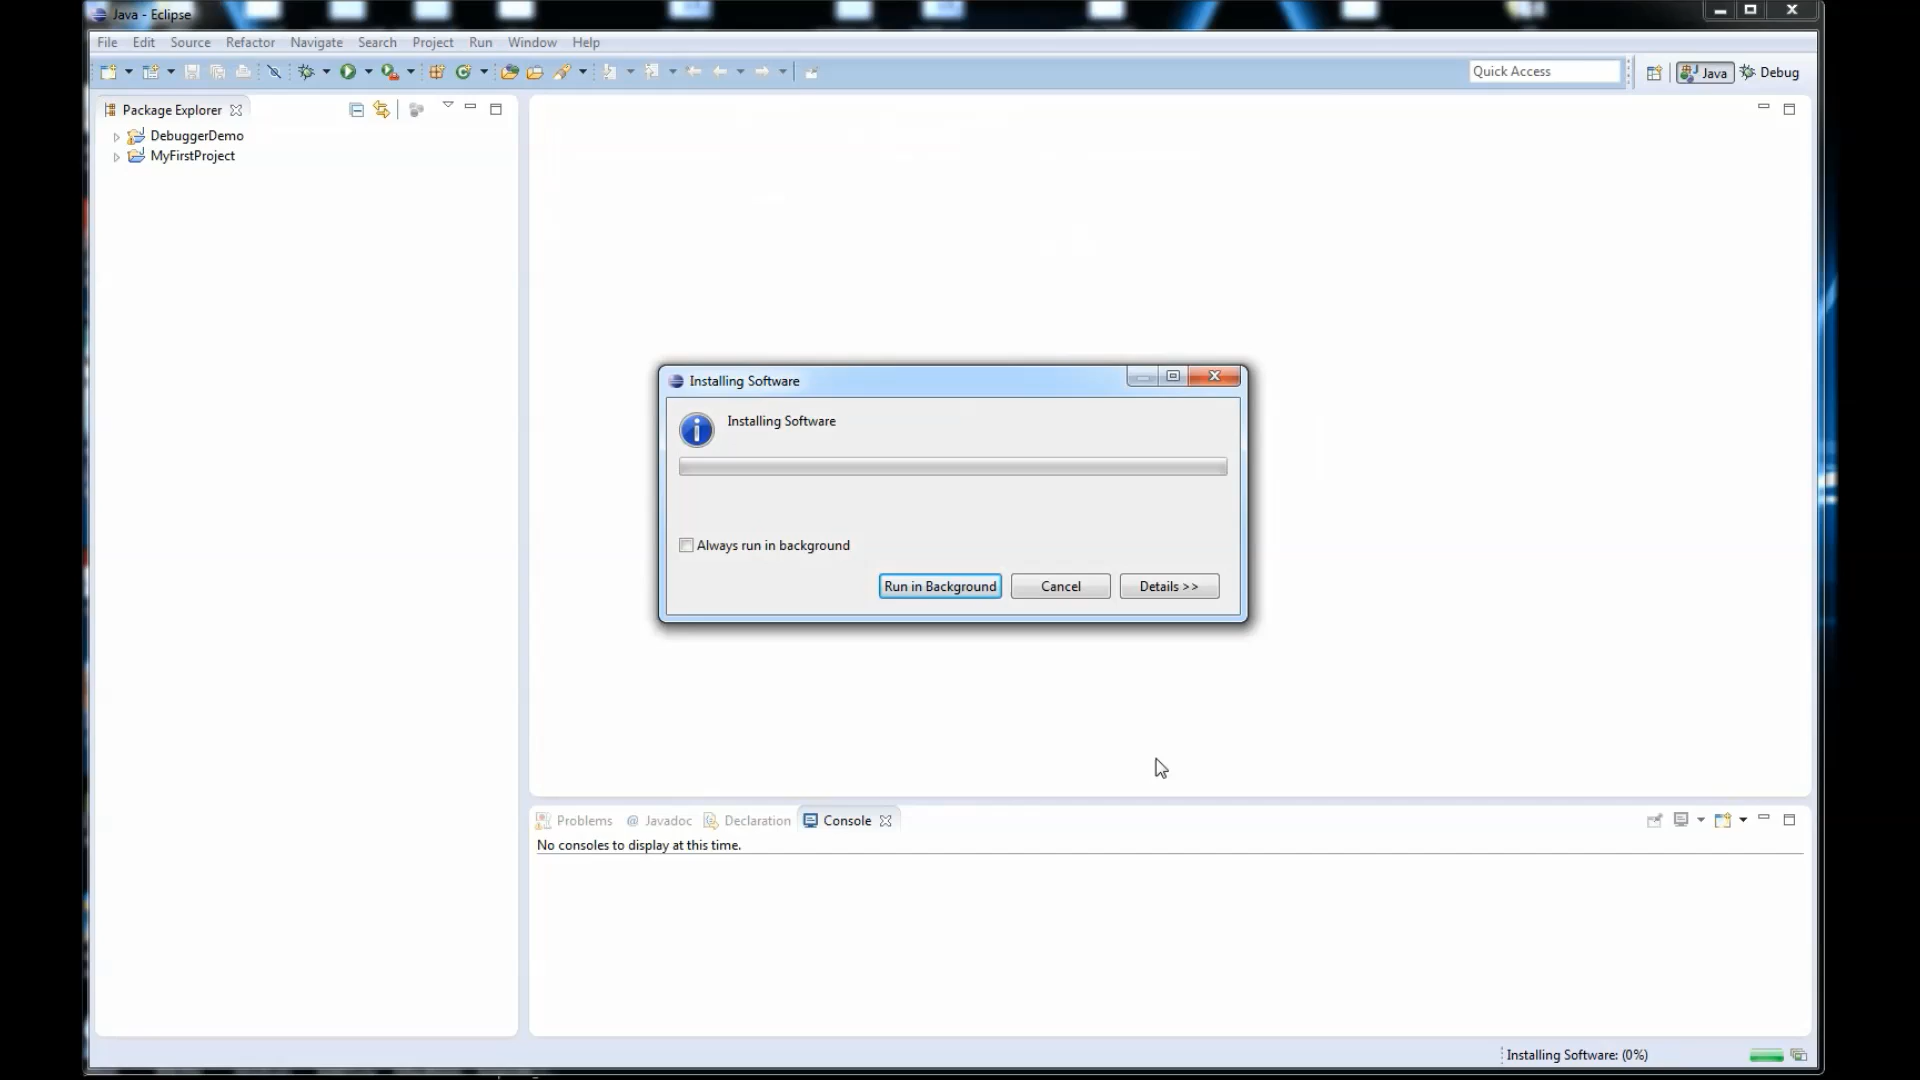 Java - Eclipse
File Edit Source Refactor Navigate Search Project Run Window Help
Quick Access
Java
Debug
Package Explorer
DebuggerDemo
MyFirstProject
Installing Software
Installing Software
Always run in background
Run in Background
Cancel
Details >>
Problems
@ Javadoc
Declaration
Console
No consoles to display at this time.
Installing Software: (0%)